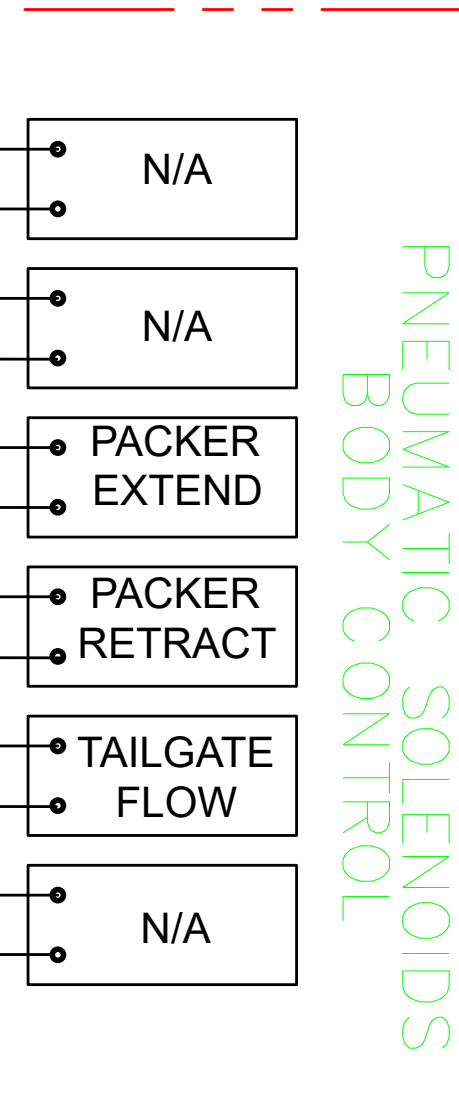 N/A
N/A
PACKER
EXTEND
PACKER
RETRACT
TAILGATE
FLOW
N/A
PNEUMATIC SOLENOIDS
BODY CONTROL